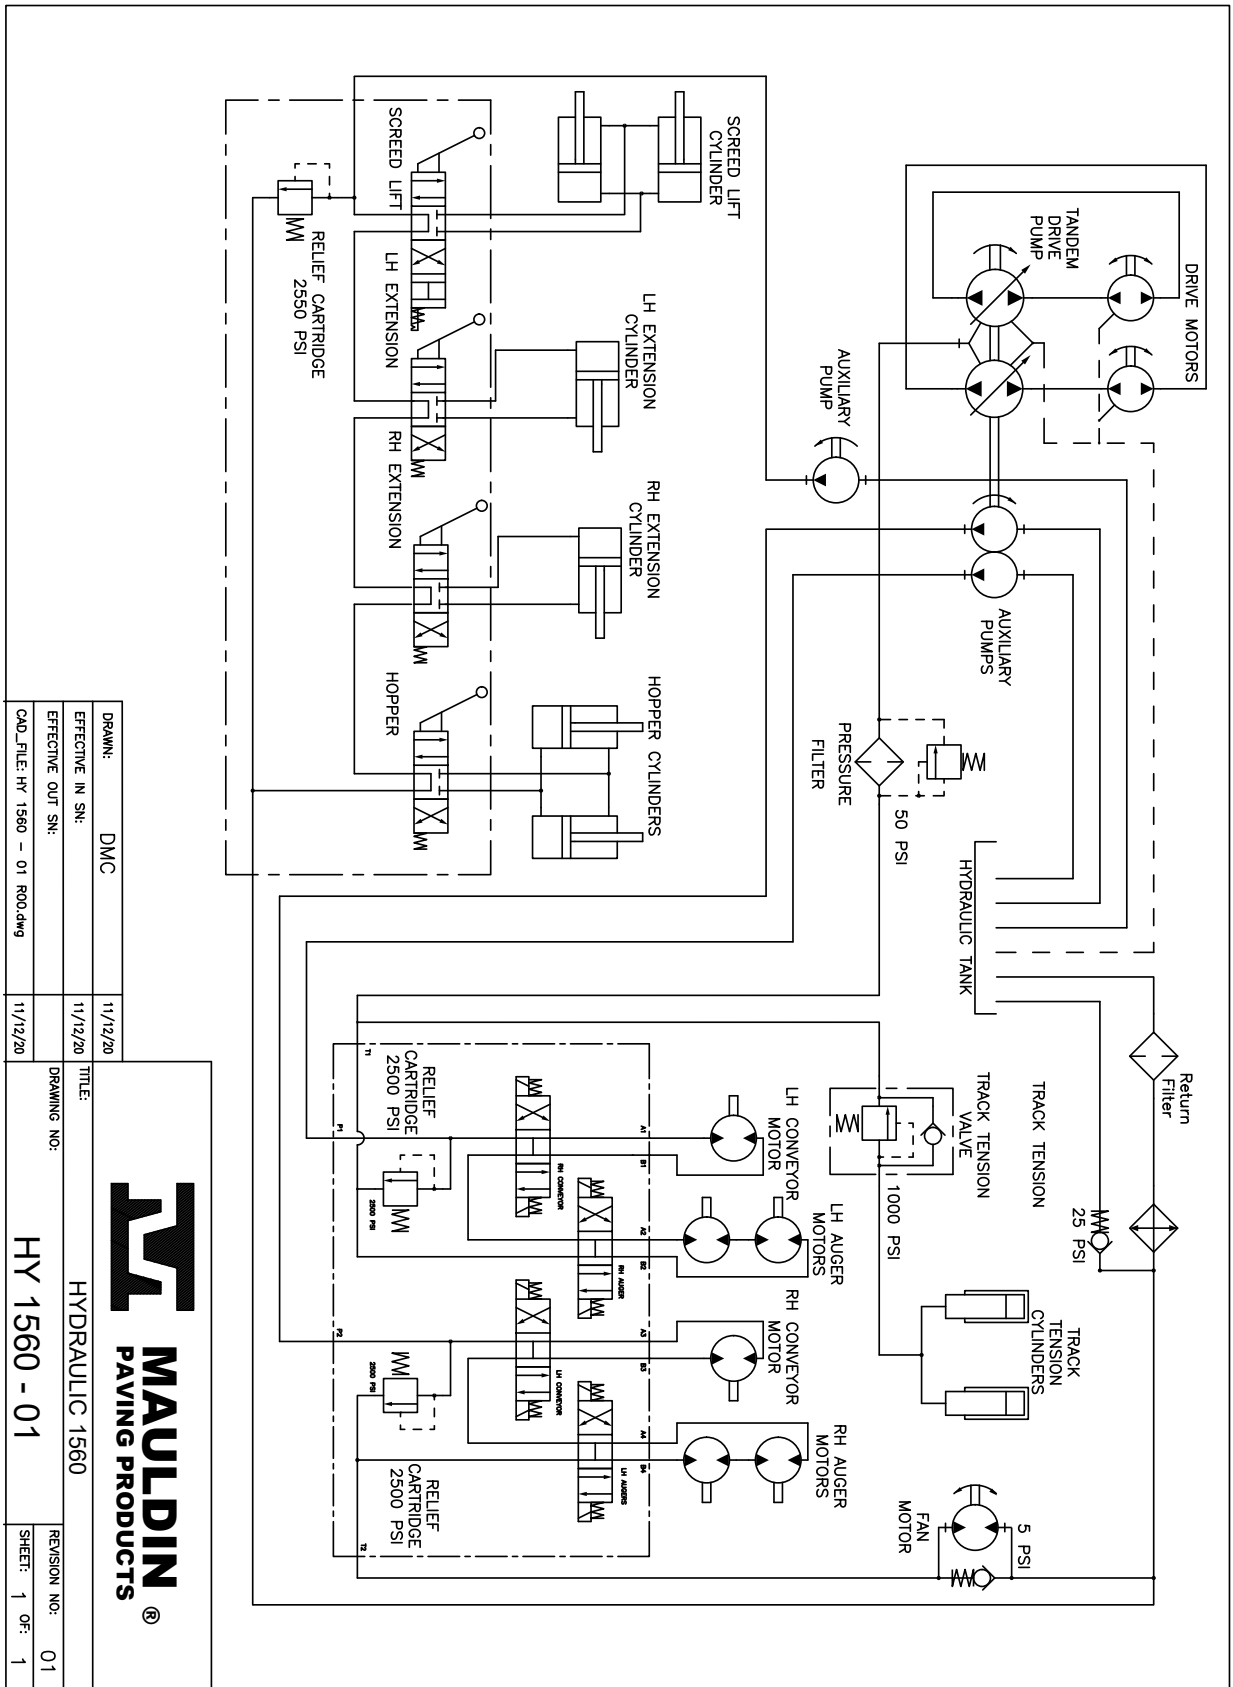 DRIVE MOTORS
TANDEM
DRIVE
PUMP
SCREED LIFT
CYLINDER
SCREED LIFT
RELIEF CARTRIDGE
2550 PSI
LH EXTENSION
LH EXTENSION
CYLINDER
AUXILIARY
PUMP
RH EXTENSION
RH EXTENSION
CYLINDER
AUXILIARY
PUMPS
HOPPER
HOPPER CYLINDERS
PRESSURE
FILTER
50 PSI
HYDRAULIC TANK
Return
Filter
TRACK TENSION
TRACK TENSION
VALVE
1000 PSI
25 PSI
TRACK
TENSION
CYLINDERS
5 PSI
FAN
MOTOR
LH CONVEYOR
MOTOR
LH AUGER
MOTORS
RH CONVEYOR
MOTOR
RH AUGER
MOTORS
A1
B1
A2
B2
A3
B3
A4
B4
RH CONVEYOR
RH AUGER
LH CONVEYOR
LH AUGERS
T1
P1
P2
T2
RELIEF
CARTRIDGE
2500 PSI
2500 PSI
2500 PSI
RELIEF
CARTRIDGE
2500 PSI
DRAWN: DMC 11/12/20
EFFECTIVE IN SN: 11/12/20
EFFECTIVE OUT SN:
CAD_FILE: HY 1560 - 01 R00.dwg 11/12/20
MAULDIN ®
PAVING PRODUCTS
TITLE: HYDRAULIC 1560
DRAWING NO: HY 1560 - 01
REVISION NO: 01
SHEET: 1 OF: 1